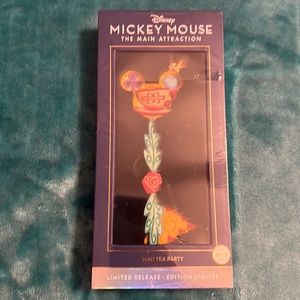 Disney
MICKEY MOUSE
THE MAIN ATTRACTION
MAD TEA PARTY
LIMITED RELEASE • EDITION LIMITÉE